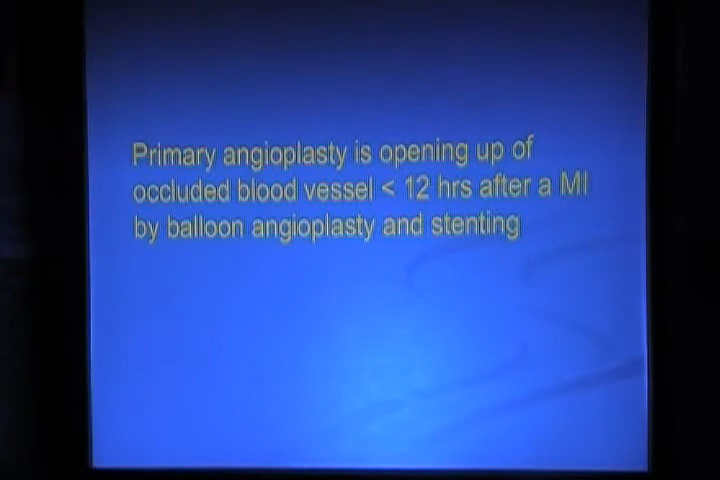 Primary angioplasty is opening up of
occluded blood vessel < 12 hrs after a MI
by balloon angioplasty and stenting